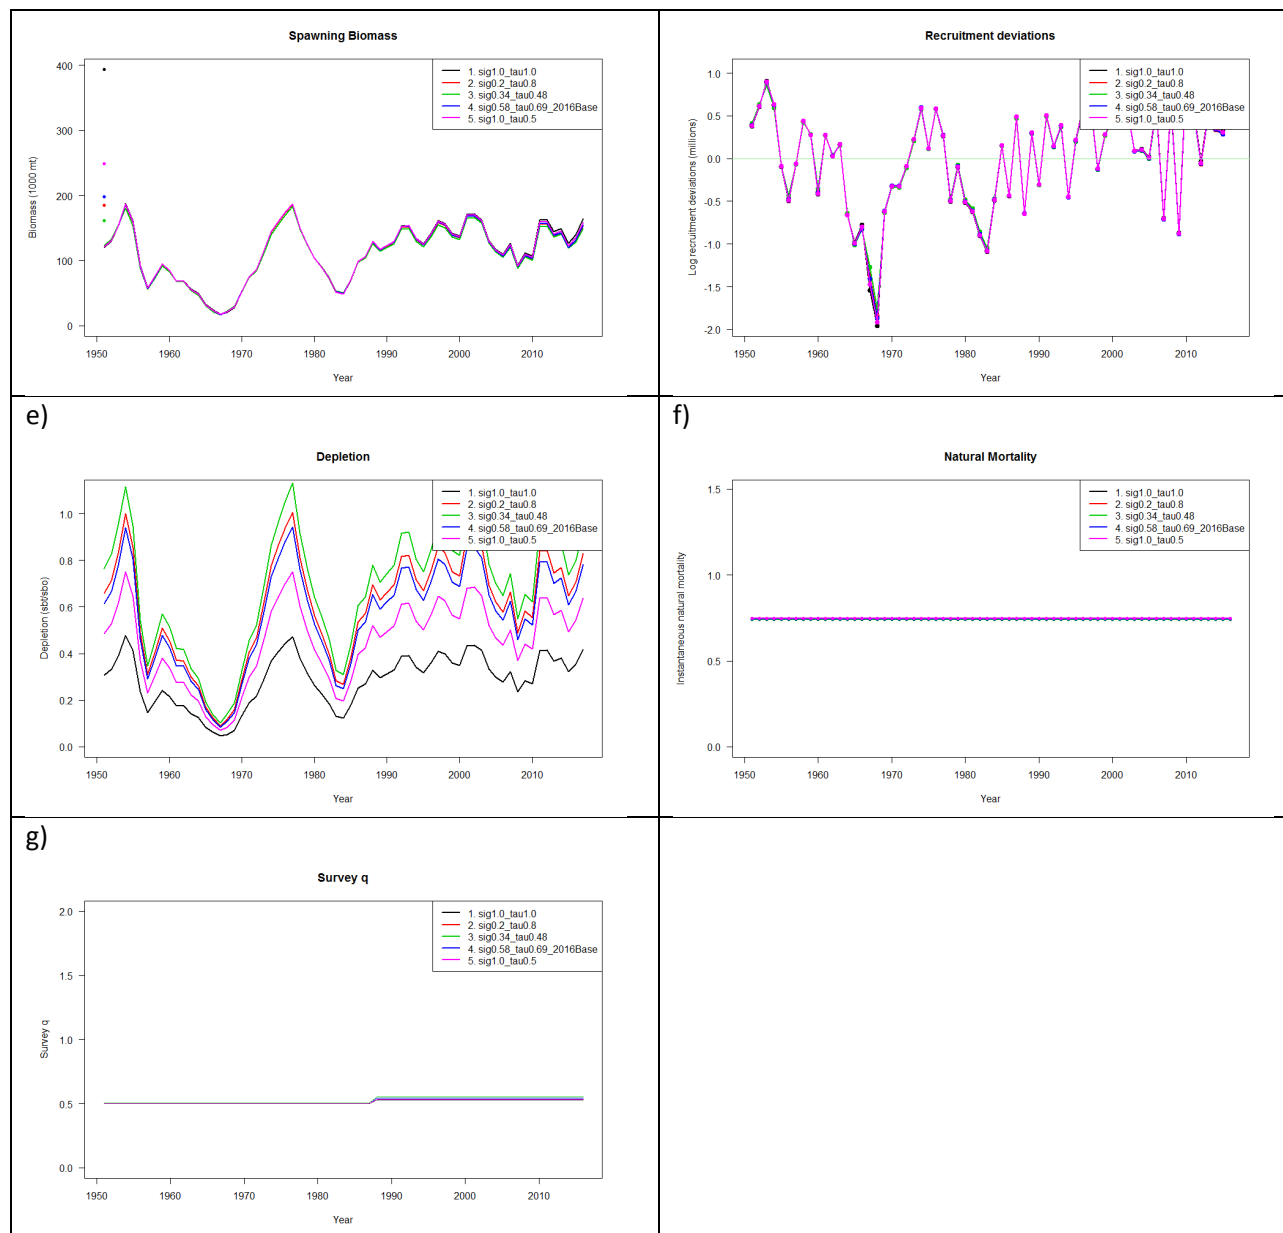 Spawning Biomass
400
300
200
100
0
Biomass (1000 mt)
1950 1960 1970 1980 1990 2000 2010
Year
1. sig1.0_tau1.0
2. sig0.2_tau0.8
3. sig0.34_tau0.48
4. sig0.58_tau0.69_2016Base
5. sig1.0_tau0.5
Recruitment deviations
1.0
0.5
0.0
-0.5
-1.0
-1.5
-2.0
Log recruitment deviations (millions)
1950 1960 1970 1980 1990 2000 2010
Year
1. sig1.0_tau1.0
2. sig0.2_tau0.8
3. sig0.34_tau0.48
4. sig0.58_tau0.69_2016Base
5. sig1.0_tau0.5
e)
Depletion
1.0
0.8
0.6
0.4
0.2
0.0
Depletion (sbt/sbo)
1950 1960 1970 1980 1990 2000 2010
Year
1. sig1.0_tau1.0
2. sig0.2_tau0.8
3. sig0.34_tau0.48
4. sig0.58_tau0.69_2016Base
5. sig1.0_tau0.5
f)
Natural Mortality
1.5
1.0
0.5
0.0
Instantaneous natural mortality
1950 1960 1970 1980 1990 2000 2010
Year
1. sig1.0_tau1.0
2. sig0.2_tau0.8
3. sig0.34_tau0.48
4. sig0.58_tau0.69_2016Base
5. sig1.0_tau0.5
g)
Survey q
2.0
1.5
1.0
0.5
0.0
Survey q
1950 1960 1970 1980 1990 2000 2010
Year
1. sig1.0_tau1.0
2. sig0.2_tau0.8
3. sig0.34_tau0.48
4. sig0.58_tau0.69_2016Base
5. sig1.0_tau0.5